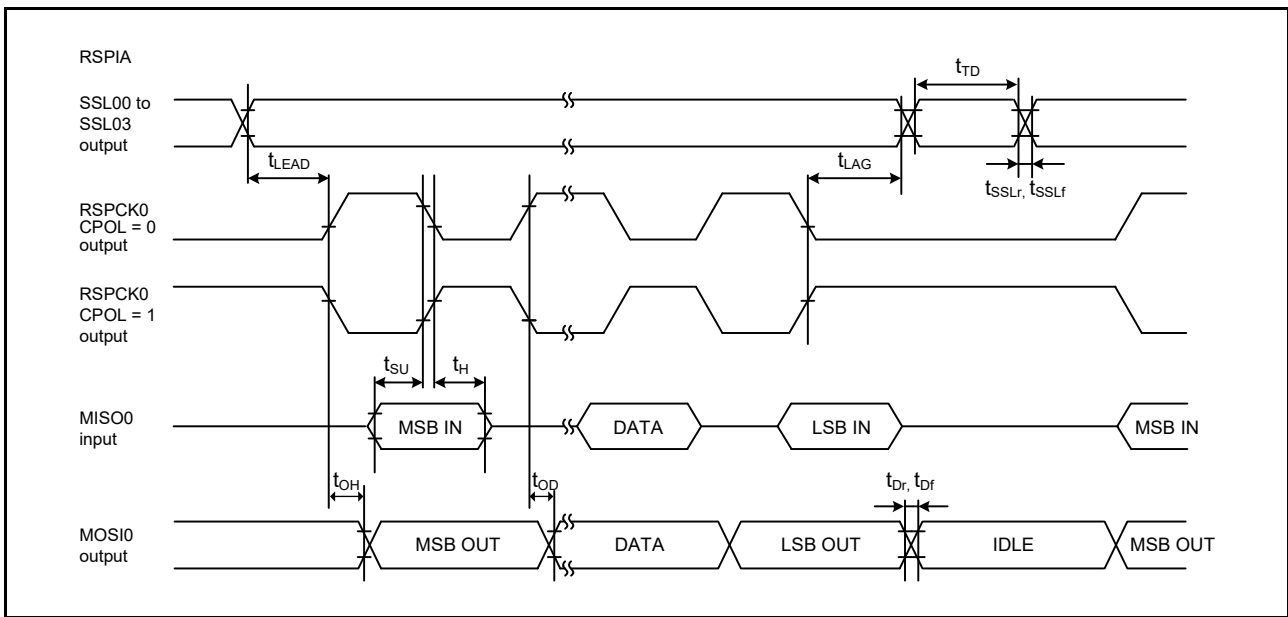 RSPIA
tTD
SSL00 to
SSL03
output
tLEAD
tLAG
tSSLr, tSSLf
RSPCK0
CPOL = 0
output
RSPCK0
CPOL = 1
output
tSU
tH
MISO0
input
MSB IN
DATA
LSB IN
MSB IN
tOH
tOD
tDr, tDf
MOSI0
output
MSB OUT
DATA
LSB OUT
IDLE
MSB OUT